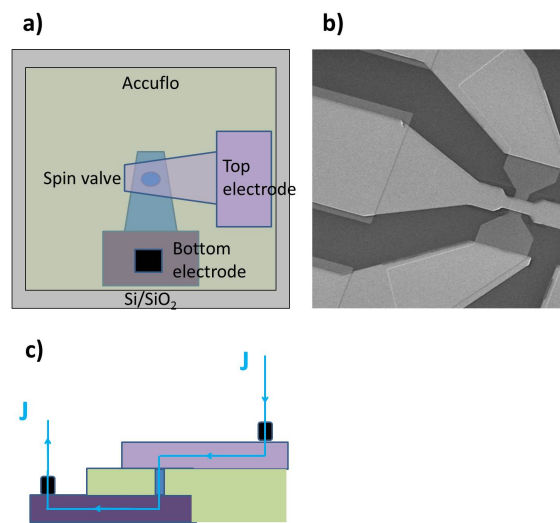 a)
b)
Accuflo
Spin valve
Top
electrode
Bottom
electrode
Si/SiO₂
c)
J
J